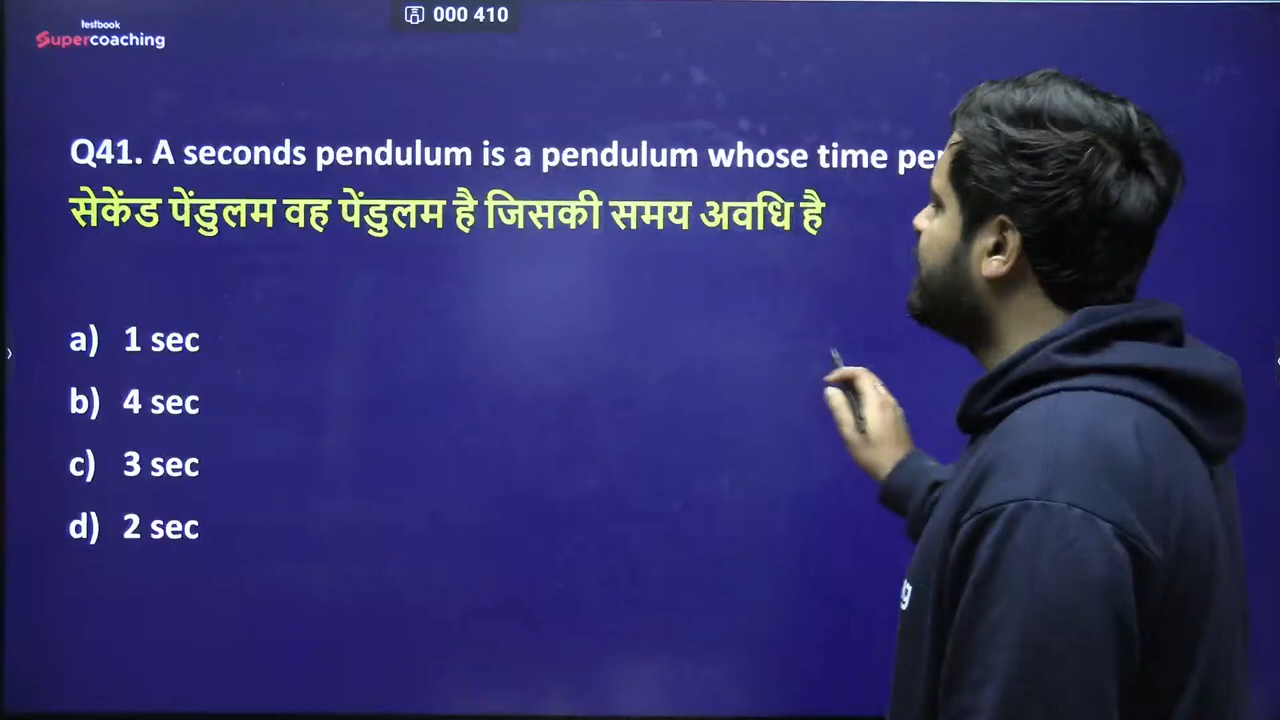 000 410
testbook
Supercoaching
Q41. A seconds pendulum is a pendulum whose time
सेकेंड पेंडुलम वह पेंडुलम है जिसकी समय अवधि है
a) 1 sec
b) 4 sec
c) 3 sec
d) 2 sec